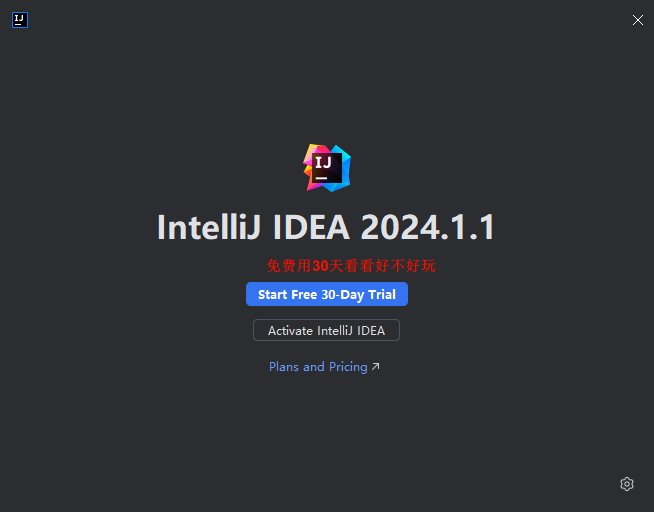 IJ
IJ
IntelliJ IDEA 2024.1.1
免费用30天看看好不好玩
Start Free 30-Day Trial
Activate IntelliJ IDEA
Plans and Pricing